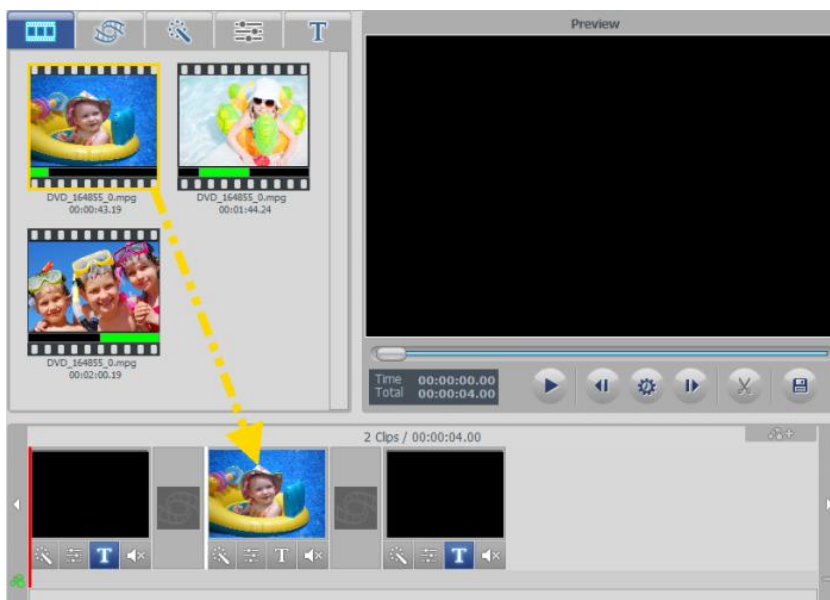 T
Preview
DVD_164855_0.mpg
00:00:43.19
DVD_164855_0.mpg
00:01:44.24
DVD_164855_0.mpg
00:02:00.19
Time 00:00:00.00
Total 00:00:04.00
2 Clips / 00:00:04.00
T
T
T